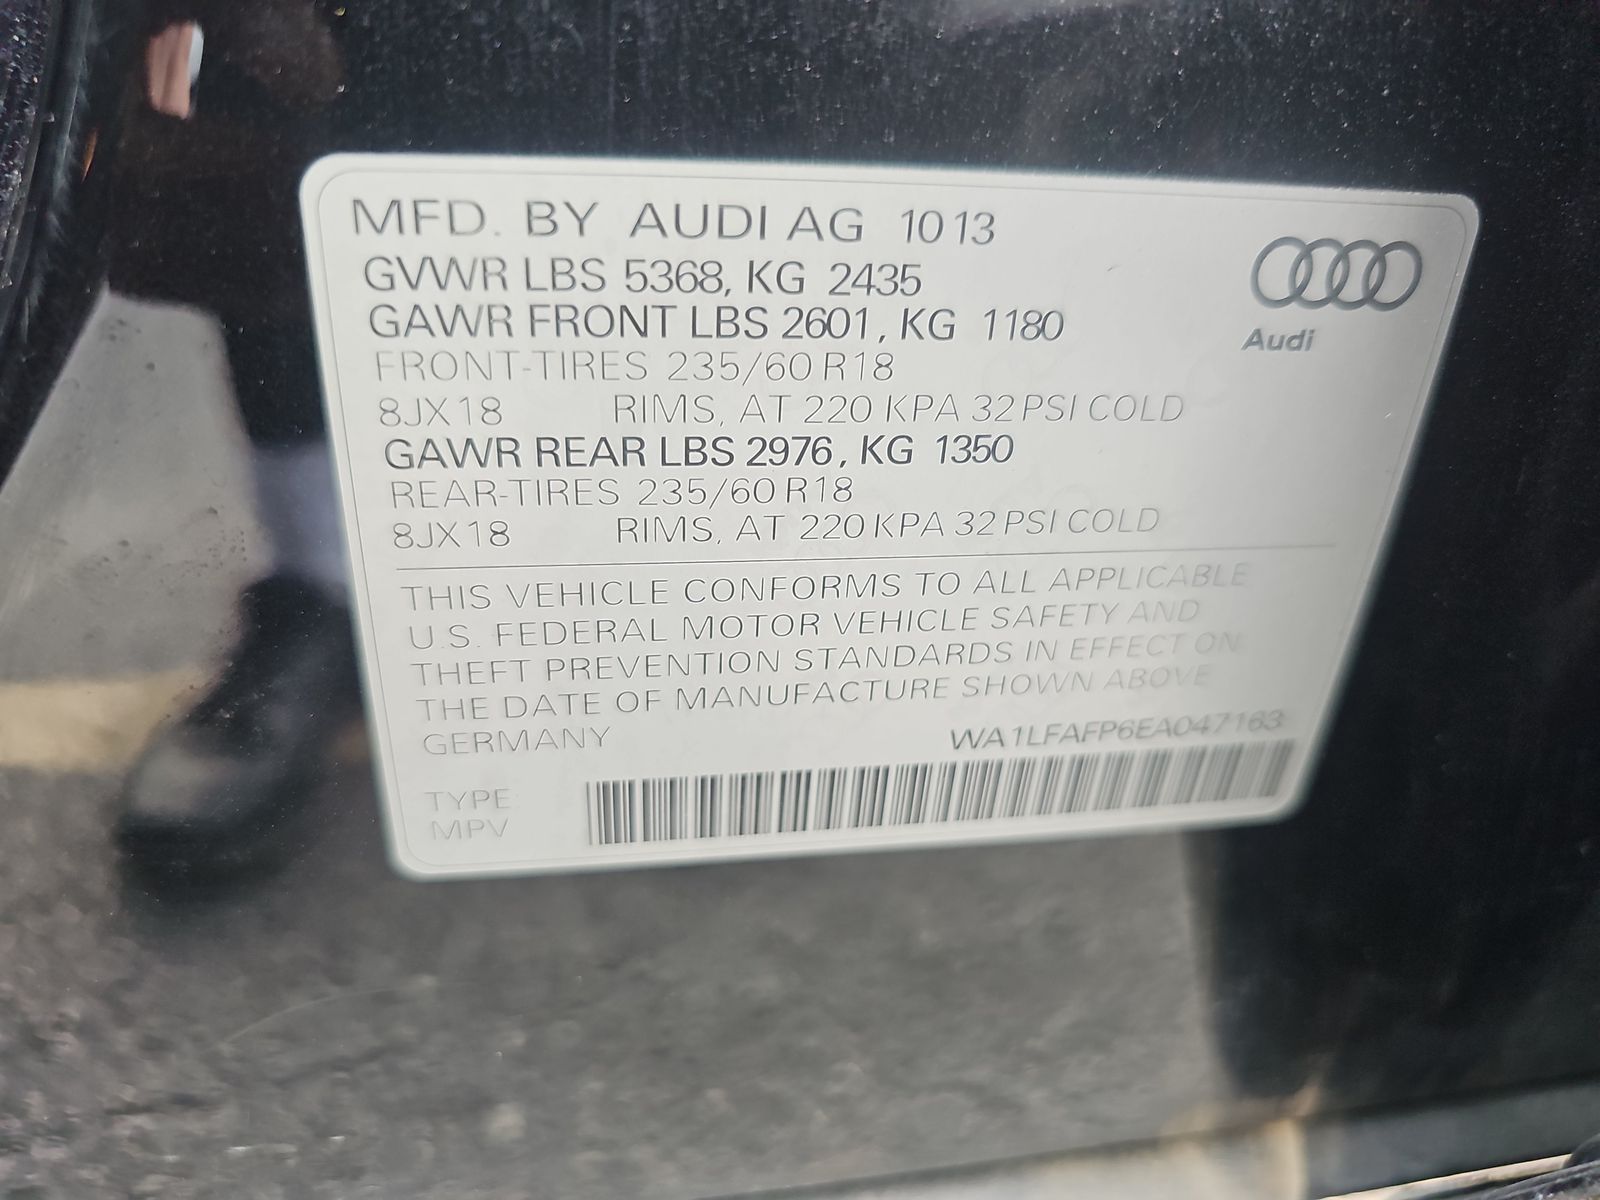 MFD. BY AUDI AG 10 13
GVWR LBS 5368, KG 2435
GAWR FRONT LBS 2601, KG 1180
FRONT-TIRES 235/60 R18
8JX18 RIMS, AT 220 KPA 32 PSI COLD
GAWR REAR LBS 2976, KG 1350
REAR-TIRES 235/60 R18
8JX18 RIMS, AT 220 KPA 32 PSI COLD
Audi
THIS VEHICLE CONFORMS TO ALL APPLICABLE
U.S. FEDERAL MOTOR VEHICLE SAFETY AND
THEFT PREVENTION STANDARDS IN EFFECT ON
THE DATE OF MANUFACTURE SHOWN ABOVE
GERMANY WA1LFAFP6EA047163
TYPE:
MPV